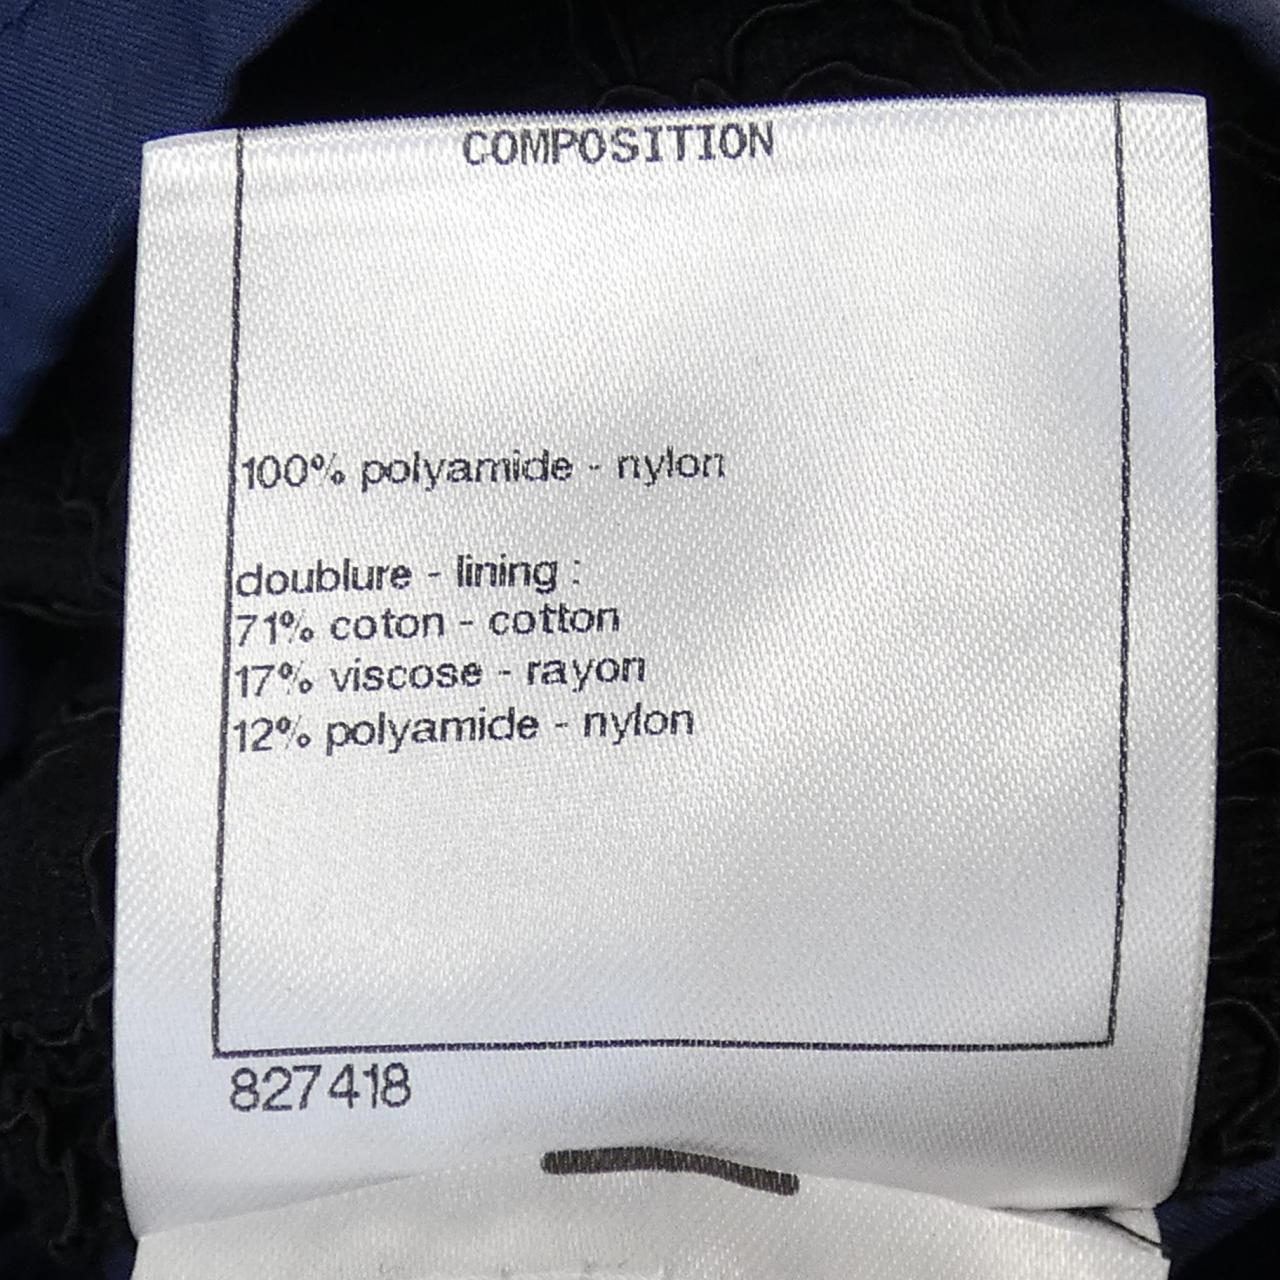 COMPOSITION
100% polyamide - nylon
doublure - lining :
71% coton - cotton
17% viscose - rayon
12% polyamide - nylon
827418